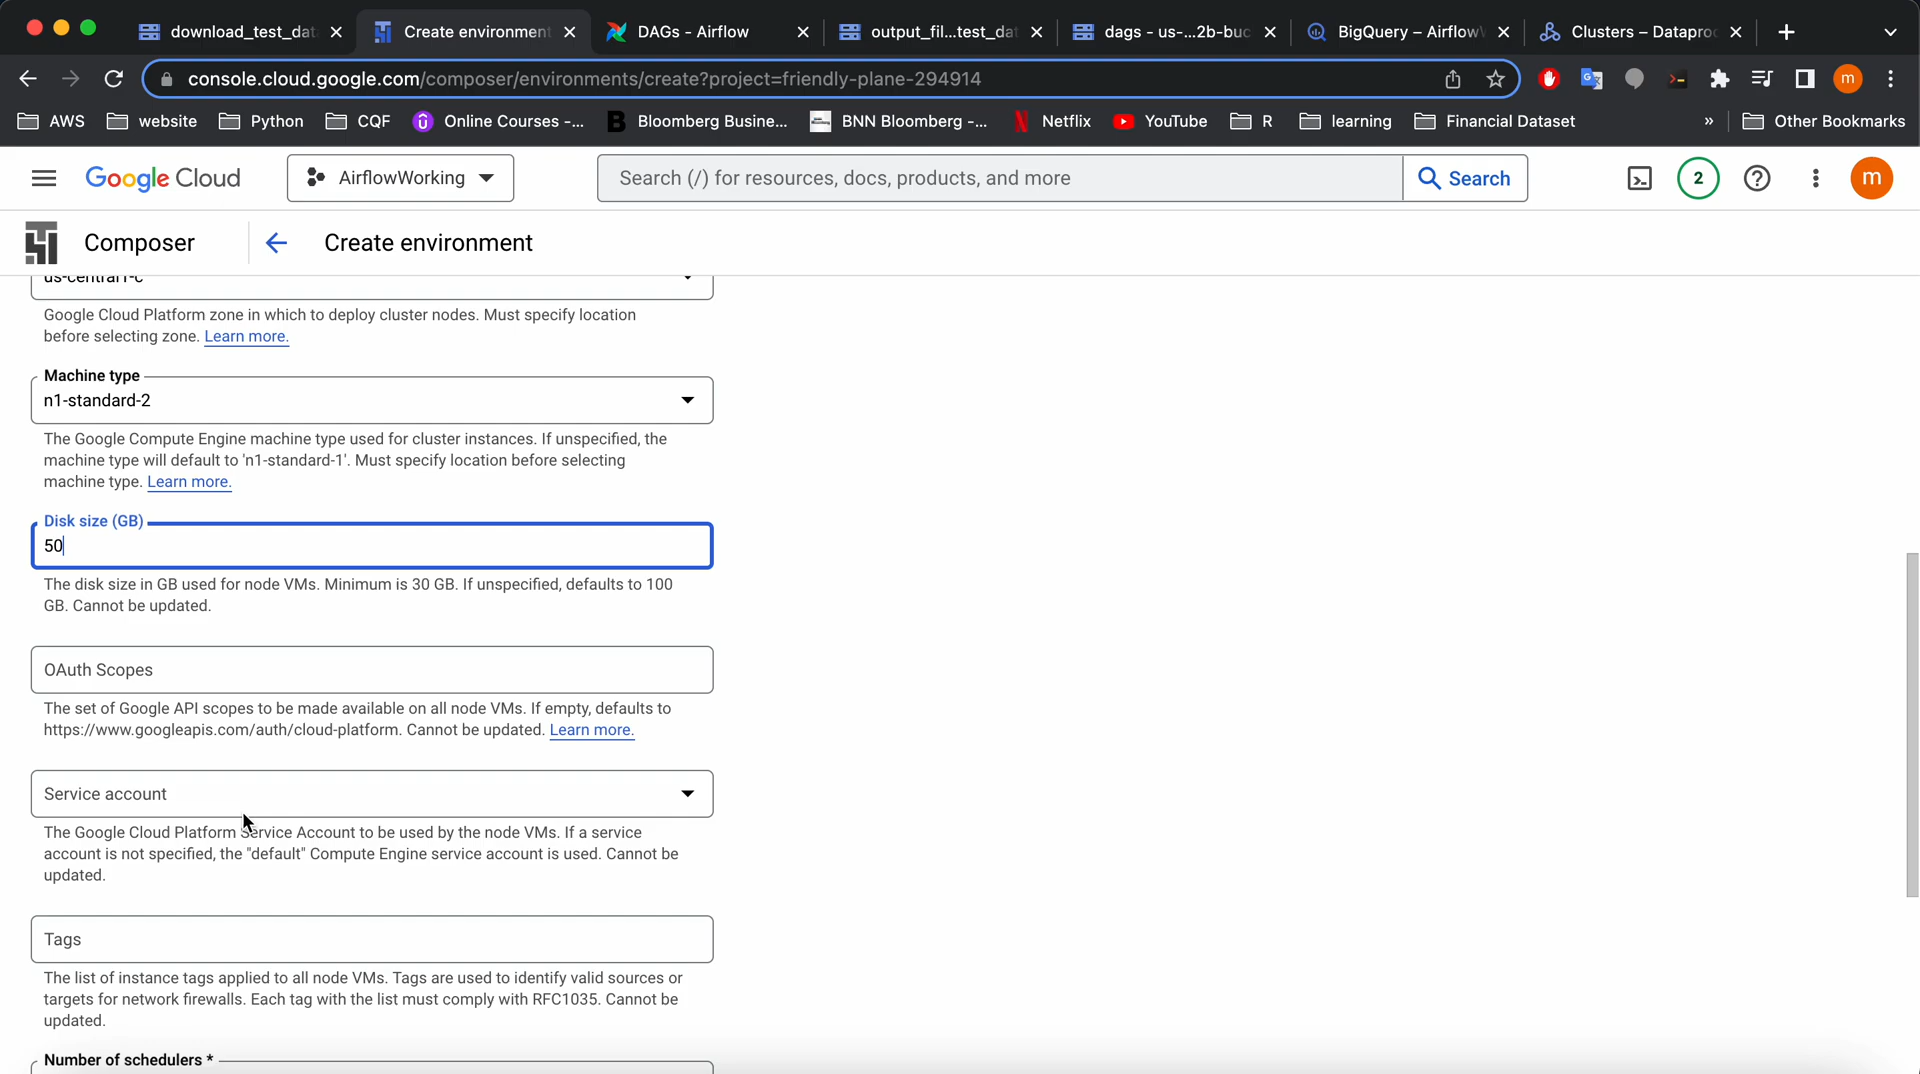 download_test_dat
Create environment
DAGs - Airflow
output_fil...test_dat
dags - us-...2b-buc
BigQuery – AirflowW
Clusters – Dataproc
console.cloud.google.com/composer/environments/create?project=friendly-plane-294914
m
AWS
website
Python
CQF
Online Courses -...
Bloomberg Busine...
BNN Bloomberg -...
Netflix
YouTube
R
learning
Financial Dataset
»
Other Bookmarks
Google Cloud
AirflowWorking
Search (/) for resources, docs, products, and more
Search
2
m
Composer
Create environment
us-central1-c
Google Cloud Platform zone in which to deploy cluster nodes. Must specify location
before selecting zone. Learn more.
Machine type
n1-standard-2
The Google Compute Engine machine type used for cluster instances. If unspecified, the
machine type will default to 'n1-standard-1'. Must specify location before selecting
machine type. Learn more.
Disk size (GB)
50
The disk size in GB used for node VMs. Minimum is 30 GB. If unspecified, defaults to 100
GB. Cannot be updated.
OAuth Scopes
The set of Google API scopes to be made available on all node VMs. If empty, defaults to
https://www.googleapis.com/auth/cloud-platform. Cannot be updated. Learn more.
Service account
The Google Cloud Platform Service Account to be used by the node VMs. If a service
account is not specified, the "default" Compute Engine service account is used. Cannot be
updated.
Tags
The list of instance tags applied to all node VMs. Tags are used to identify valid sources or
targets for network firewalls. Each tag with the list must comply with RFC1035. Cannot be
updated.
Number of schedulers *